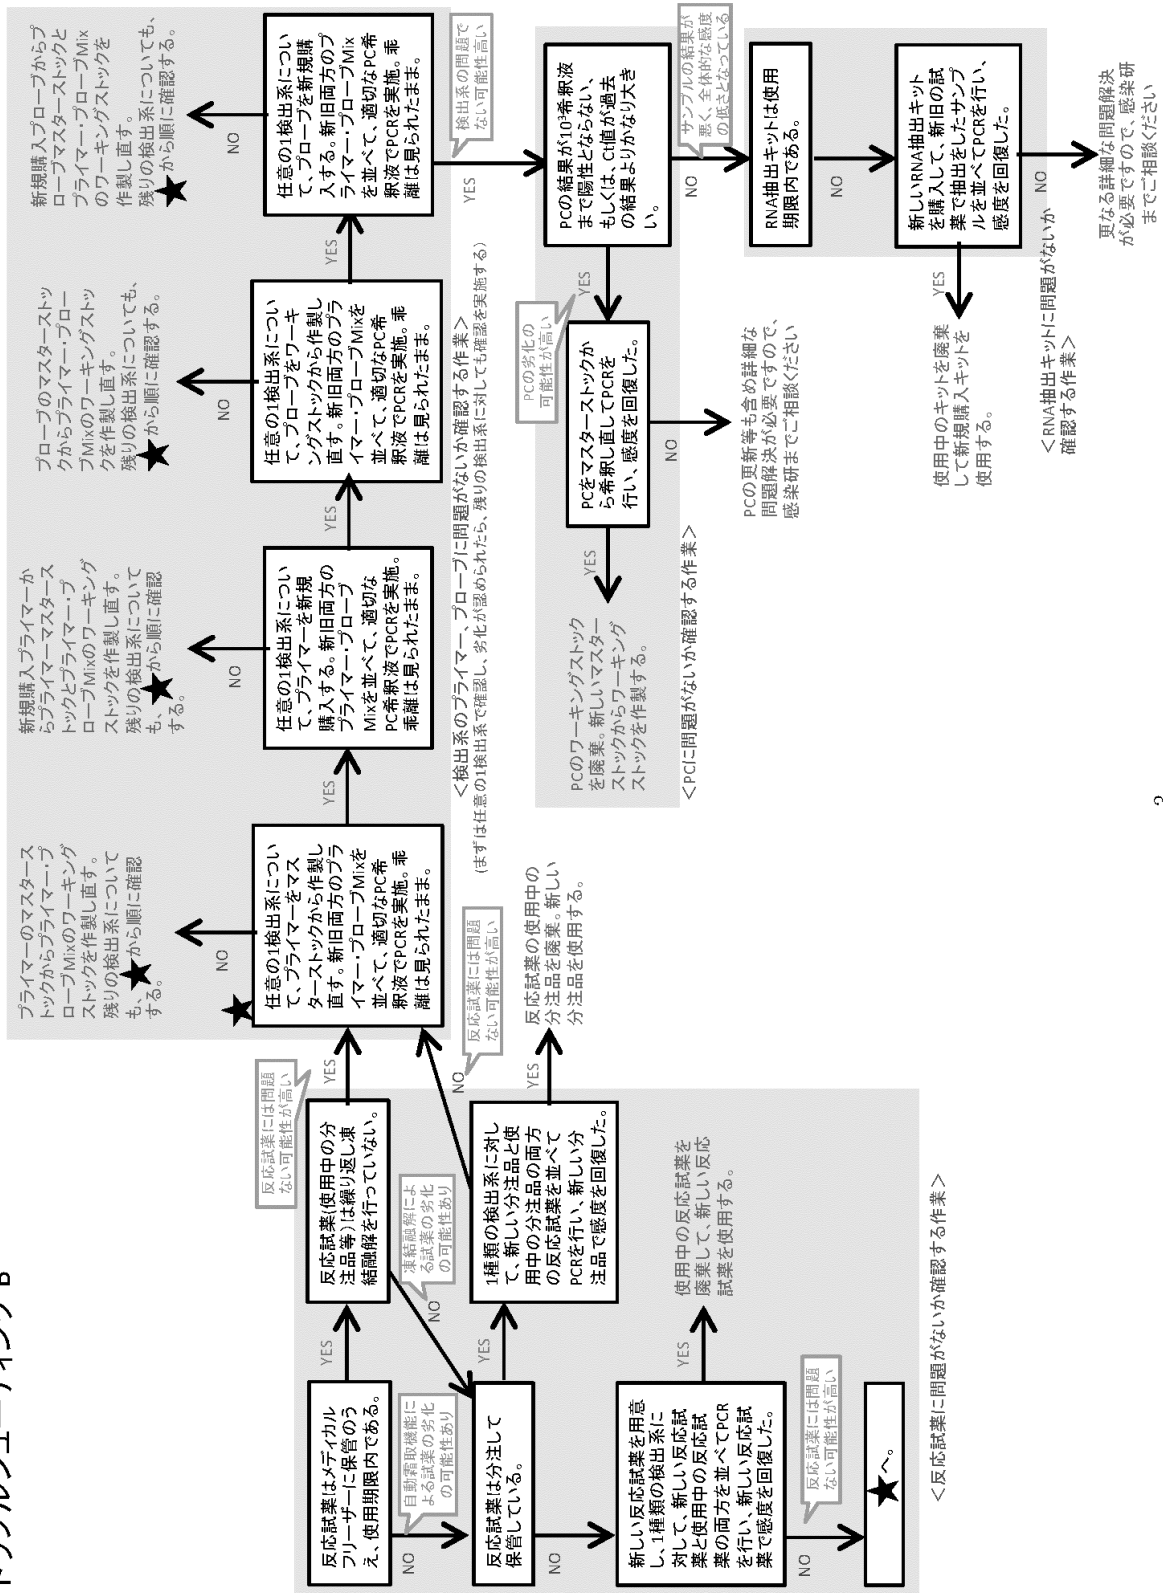 トラブルシューティング B
反応試薬はメディカル
フリーザーに保管のう
え、使用期限内である。
YES
NO
自動霜取機能に
よる試薬の劣化
の可能性あり
反応試薬(使用中の分
注品等)は繰り返し凍
結融解を行っていない。
YES
NO
反応試薬には問題
ない可能性が高い
凍結融解によ
る試薬の劣化
の可能性あり
反応試薬は分注して
保管している。
YES
NO
1種類の検出系に対し
て、新しい分注品と使
用中の分注品の両方
の反応試薬を並べて
PCRを行い、新しい分
注品で感度を回復した。
YES
NO
反応試薬には問題
ない可能性が高い
反応試薬の使用中の
分注品を廃棄。新しい
分注品を使用する。
新しい反応試薬を用意
し、1種類の検出系に
対して、新しい反応試
薬と使用中の反応試
薬の両方を並べてPCR
を行い、新しい反応試
薬で感度を回復した。
YES
NO
使用中の反応試薬を
廃棄して、新しい反応
試薬を使用する。
反応試薬には問題
ない可能性が高い
★へ。
<反応試薬に問題がないか確認する作業>
★
任意の1検出系につい
て、プライマーをマス
ターストックから作製し
直す。新旧両方のプラ
イマー・プローブMixを
並べて、適切なPC希
釈液でPCRを実施。乖
離は見られたまま。
YES
NO
プライマーのマスタース
トックからプライマー・プ
ローブMixのワーキング
ストックを作製し直す。
残りの検出系について
も、★から順に確認
する。
任意の1検出系につい
て、プライマーを新規
購入する。新旧両方の
プライマー・プローブ
Mixを並べて、適切な
PC希釈液でPCRを実施。
乖離は見られたまま。
YES
NO
新規購入プライマーか
らプライマーマスタース
トックとプライマー・プ
ローブMixのワーキング
ストックを作製し直す。
残りの検出系について
も、★から順に確認
する。
任意の1検出系につい
て、プローブをワーキ
ングストックから作製し
直す。新旧両方のプラ
イマー・プローブMixを
並べて、適切なPC希
釈液でPCRを実施。乖
離は見られたまま。
YES
NO
プローブのマスタースト
ックからプライマー・プロー
ブMixのワーキングストッ
クを作製し直す。
残りの検出系についても、
★から順に確認する。
任意の1検出系につい
て、プローブを新規購
入する。新旧両方のプ
ライマー・プローブMix
を並べて、適切なPC希
釈液でPCRを実施。乖
離は見られたまま。
YES
NO
新規購入プローブからプ
ローブマスターストックと
プライマー・プローブMix
のワーキングストックを
作製し直す。
残りの検出系についても、
★から順に確認する。
検出系の問題で
ない可能性高い
<検出系のプライマー、プローブに問題がないか確認する作業>
(まずは任意の1検出系で確認し、劣化が認められたら、残りの検出系に対しても確認を実施する)
PCの結果が10³希釈液
まで陽性とならない、
もしくは、Ct値が過去
の結果よりかなり大き
い。
YES
NO
PCの劣化の
可能性が高い
サンプルの結果が
悪く、全体的な感度
の低さとなっている
PCをマスターストックか
ら希釈し直してPCRを
行い、感度を回復した。
YES
NO
PCのワーキングストック
を廃棄。新しいマスター
ストックからワーキング
ストックを作製する。
PCの更新等も含め詳細な
問題解決が必要ですので、
感染研までご相談ください
<PCに問題がないか確認する作業>
RNA抽出キットは使用
期限内である。
NO
新しいRNA抽出キット
を購入して、新旧の試
薬で抽出をしたサンプ
ルを並べてPCRを行い、
感度を回復した。
YES
NO
使用中のキットを廃棄
して新規購入キットを
使用する。
更なる詳細な問題解決
が必要ですので、感染研
までご相談ください
<RNA抽出キットに問題がないか
確認する作業>